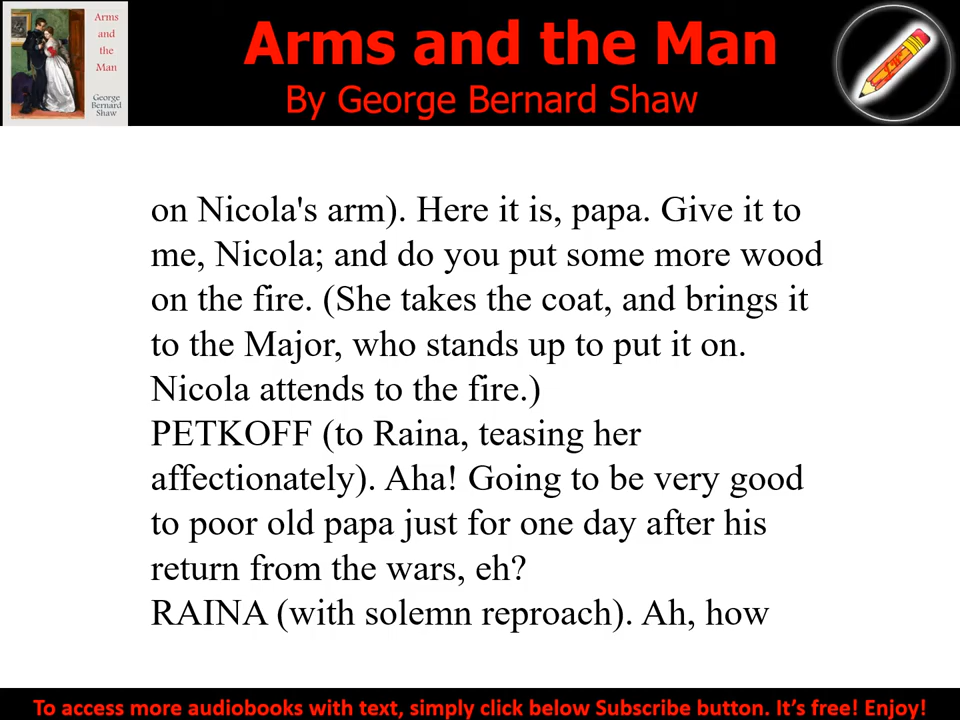 Arms
and
the
Man
George
Bernard
Shaw
Arms and the Man
By George Bernard Shaw
on Nicola's arm). Here it is, papa. Give it to
me, Nicola; and do you put some more wood
on the fire. (She takes the coat, and brings it
to the Major, who stands up to put it on.
Nicola attends to the fire.)
PETKOFF (to Raina, teasing her
affectionately). Aha! Going to be very good
to poor old papa just for one day after his
return from the wars, eh?
RAINA (with solemn reproach). Ah, how
To access more audiobooks with text, simply click below Subscribe button. It's free! Enjoy!